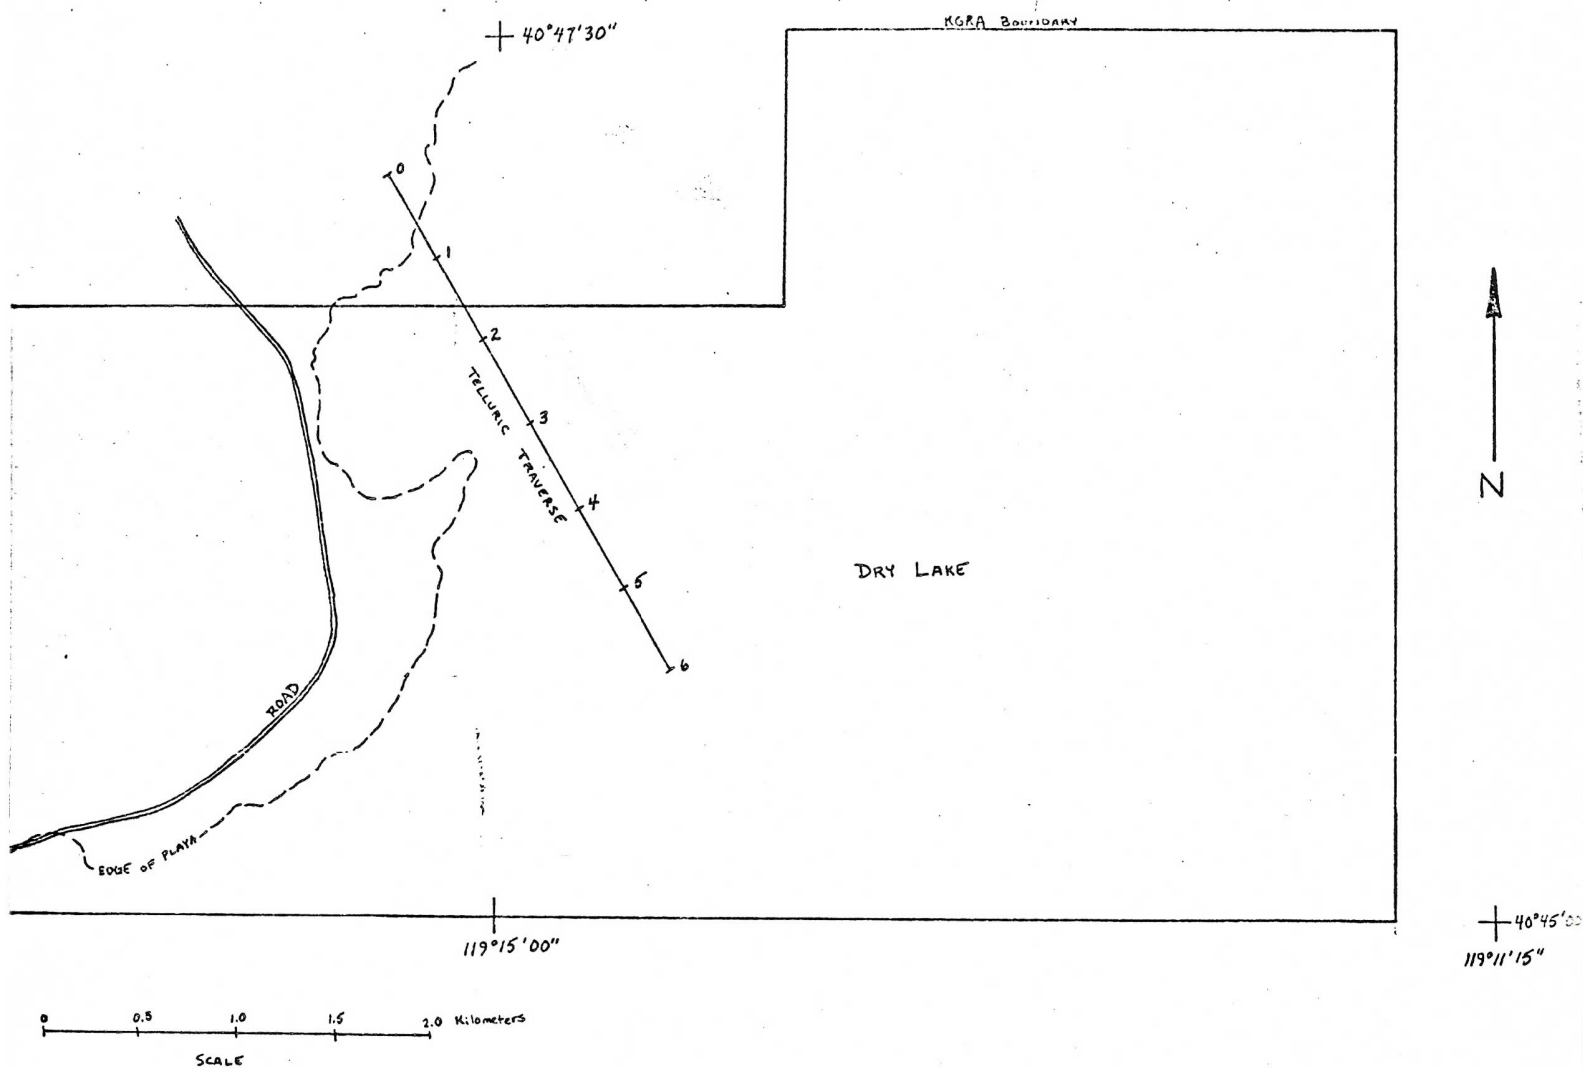 KGRA BOUNDARY
40°47'30"
0
1
2
3
4
5
6
TELLURIC TRAVERSE
DRY LAKE
N
ROAD
EDGE OF PLAYA
119°15'00"
40°45'00
119°11'15"
0 0.5 1.0 1.5 2.0 Kilometers
SCALE